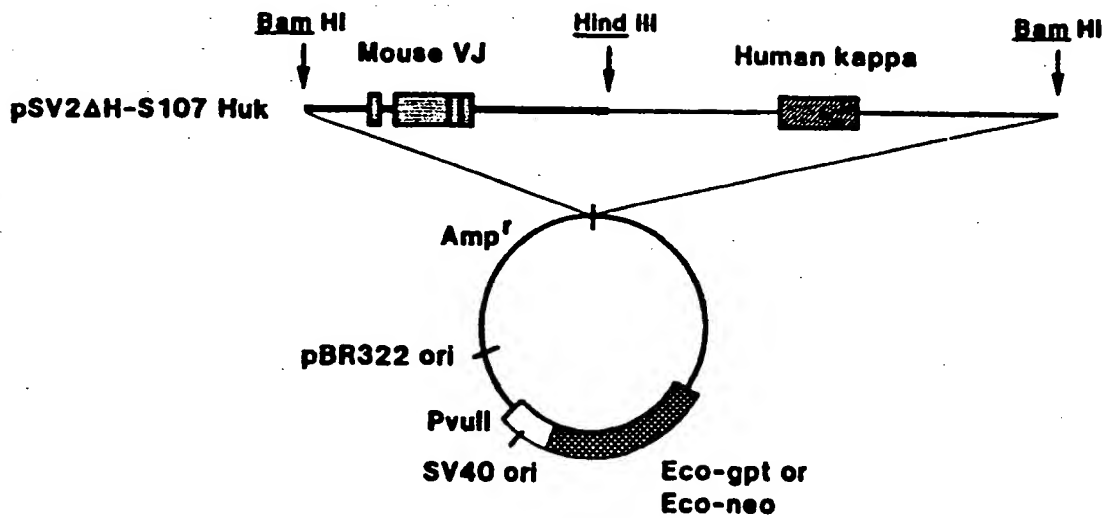 Bam HI
Hind III
Bam HI
Mouse VJ
Human kappa
pSV2ΔH-S107 Huk
Amp^r
pBR322 ori
PvuII
SV40 ori
Eco-gpt or
Eco-neo